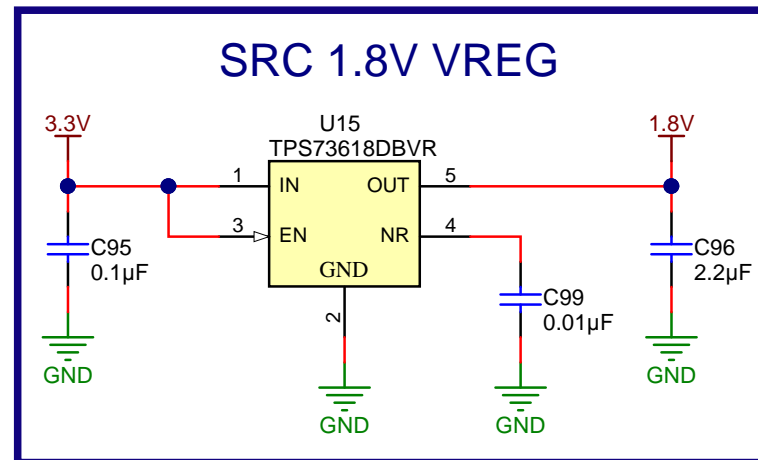 SRC 1.8V VREG
3.3V
U15
1.8V
TPS73618DBVR
1
IN
OUT
5
3
EN
NR
4
C95
0.1µF
GND
C96
2.2µF
C99
0.01µF
2
GND
GND
GND
GND